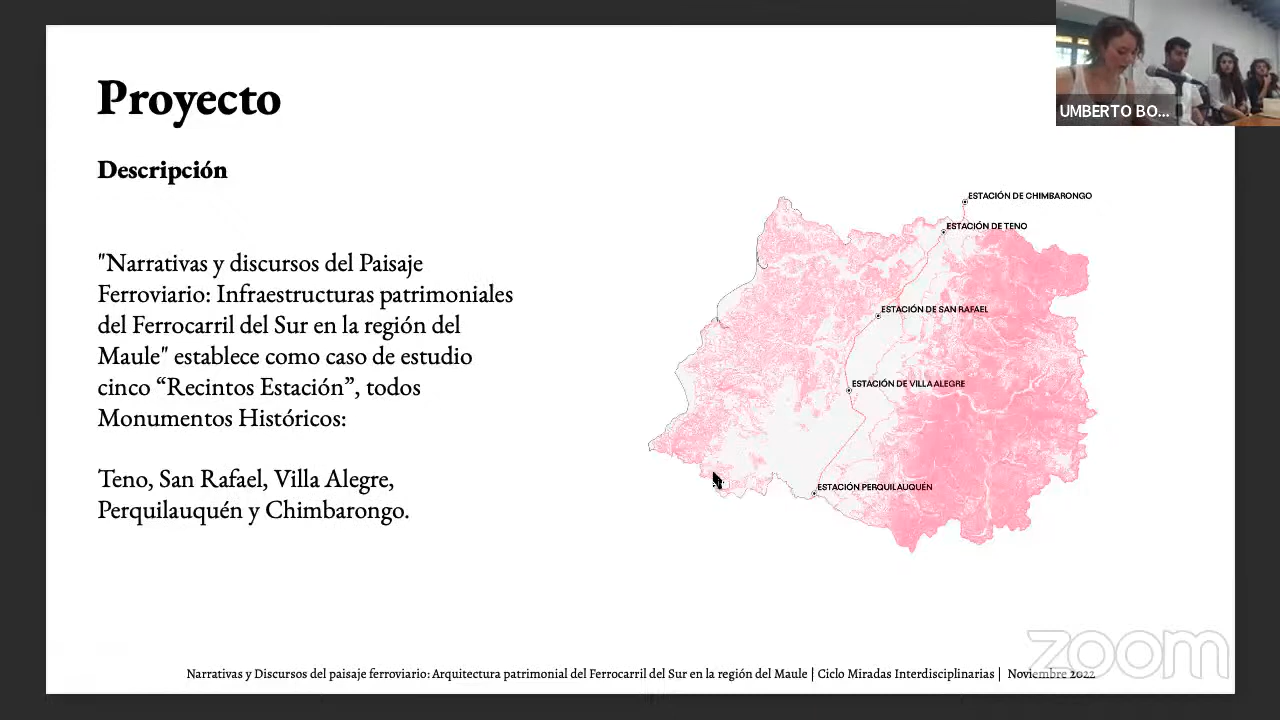 Proyecto
Descripción
"Narrativas y discursos del Paisaje
Ferroviario: Infraestructuras patrimoniales
del Ferrocarril del Sur en la región del
Maule" establece como caso de estudio
cinco “Recintos Estación”, todos
Monumentos Históricos:
Teno, San Rafael, Villa Alegre,
Perquilauquén y Chimbarongo.
UMBERTO BO...
ESTACIÓN DE CHIMBARONGO
ESTACIÓN DE TENO
ESTACIÓN DE SAN RAFAEL
ESTACIÓN DE VILLA ALEGRE
ESTACIÓN PERQUILAUQUÉN
Narrativas y Discursos del paisaje ferroviario: Arquitectura patrimonial del Ferrocarril del Sur en la región del Maule | Ciclo Miradas Interdisciplinarias | Noviembre 2022
zoom